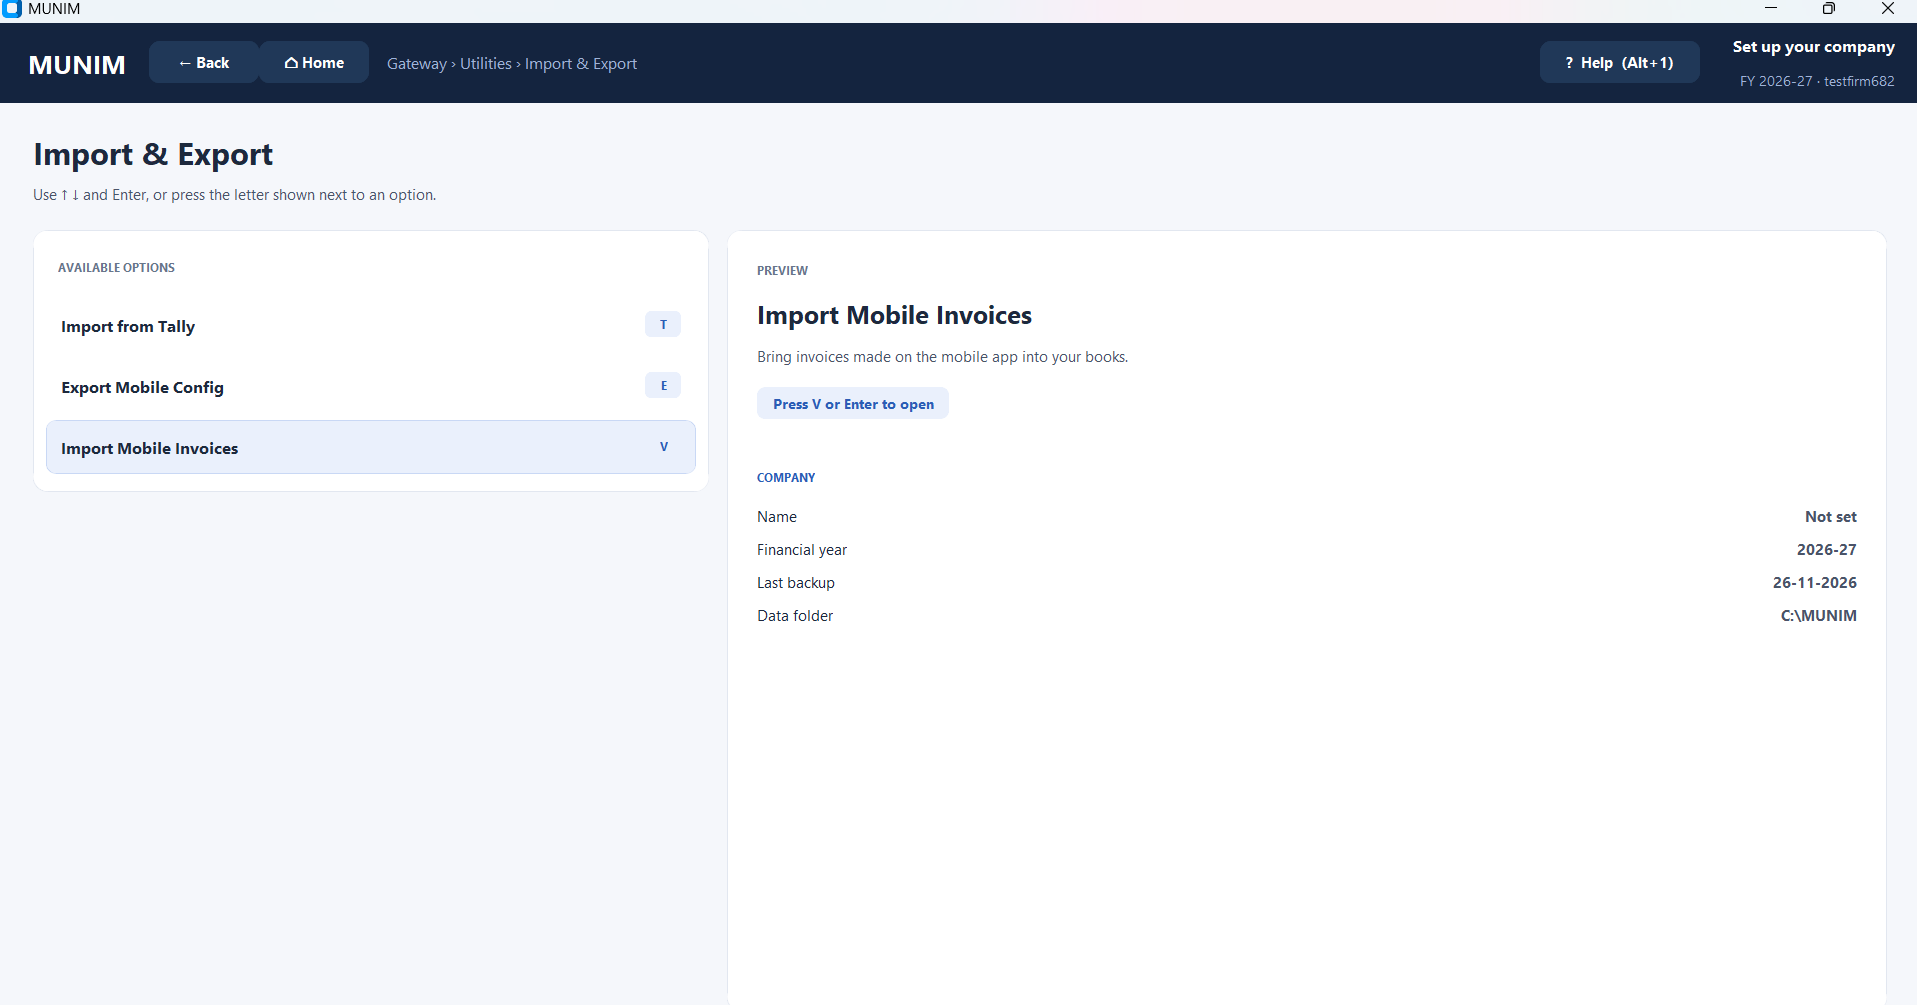 MUNIM
MUNIM
← Back
Home
Gateway › Utilities › Import & Export
? Help (Alt+1)
Set up your company
FY 2026-27 · testfirm682
Import & Export
Use ↑ ↓ and Enter, or press the letter shown next to an option.
AVAILABLE OPTIONS
Import from Tally T
Export Mobile Config E
Import Mobile Invoices V
PREVIEW
Import Mobile Invoices
Bring invoices made on the mobile app into your books.
Press V or Enter to open
COMPANY
Name Not set
Financial year 2026-27
Last backup 26-11-2026
Data folder C:\MUNIM